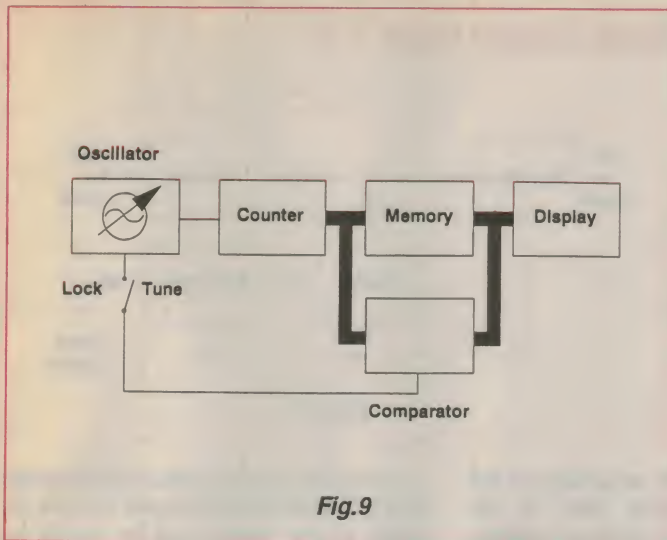 Oscillator
Counter
Memory
Display
Lock
Tune
Comparator
Fig.9